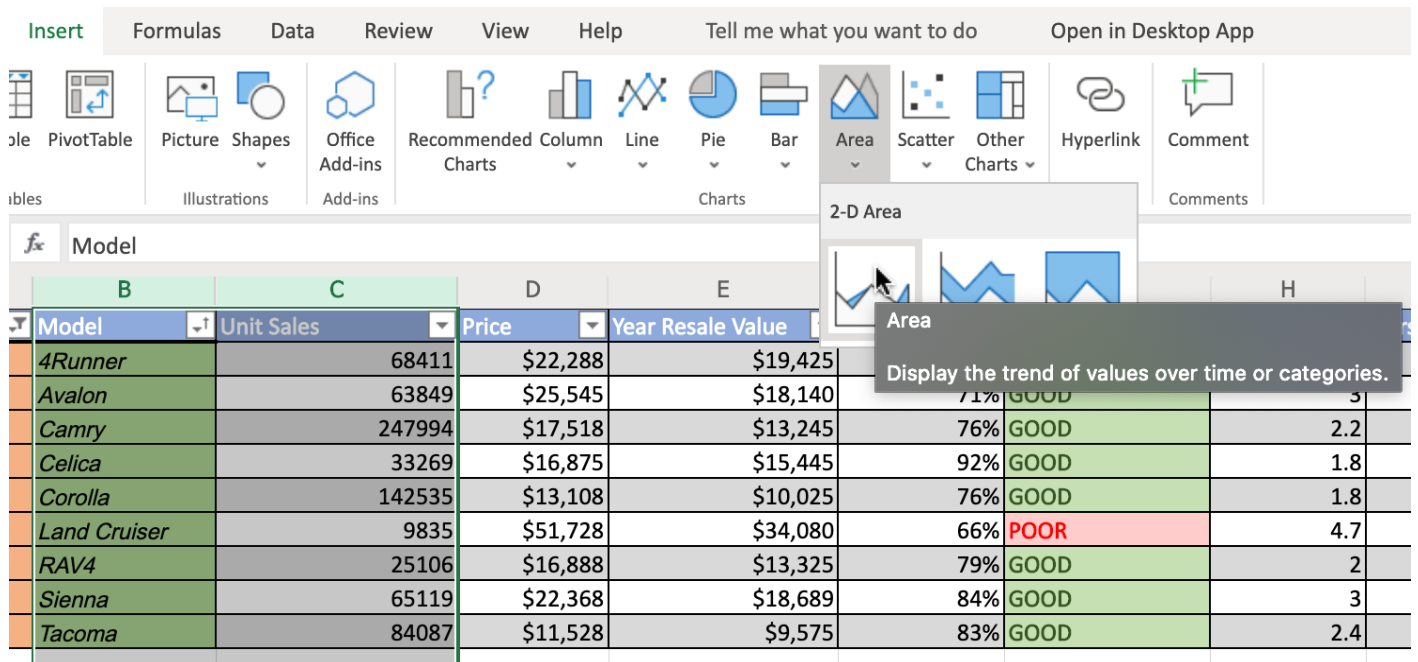 Insert Formulas Data Review View Help Tell me what you want to do Open in Desktop App
PivotTable Picture Shapes Office Add-ins Recommended Charts Column Line Pie Bar Area Scatter Other Charts Hyperlink Comment
Illustrations Add-ins Charts Comments
2-D Area
fx Model
B C D E H
Model Unit Sales Price Year Resale Value
Area
Display the trend of values over time or categories.
4Runner 68411 $22,288 $19,425
Avalon 63849 $25,545 $18,140 71% GOOD 3
Camry 247994 $17,518 $13,245 76% GOOD 2.2
Celica 33269 $16,875 $15,445 92% GOOD 1.8
Corolla 142535 $13,108 $10,025 76% GOOD 1.8
Land Cruiser 9835 $51,728 $34,080 66% POOR 4.7
RAV4 25106 $16,888 $13,325 79% GOOD 2
Sienna 65119 $22,368 $18,689 84% GOOD 3
Tacoma 84087 $11,528 $9,575 83% GOOD 2.4